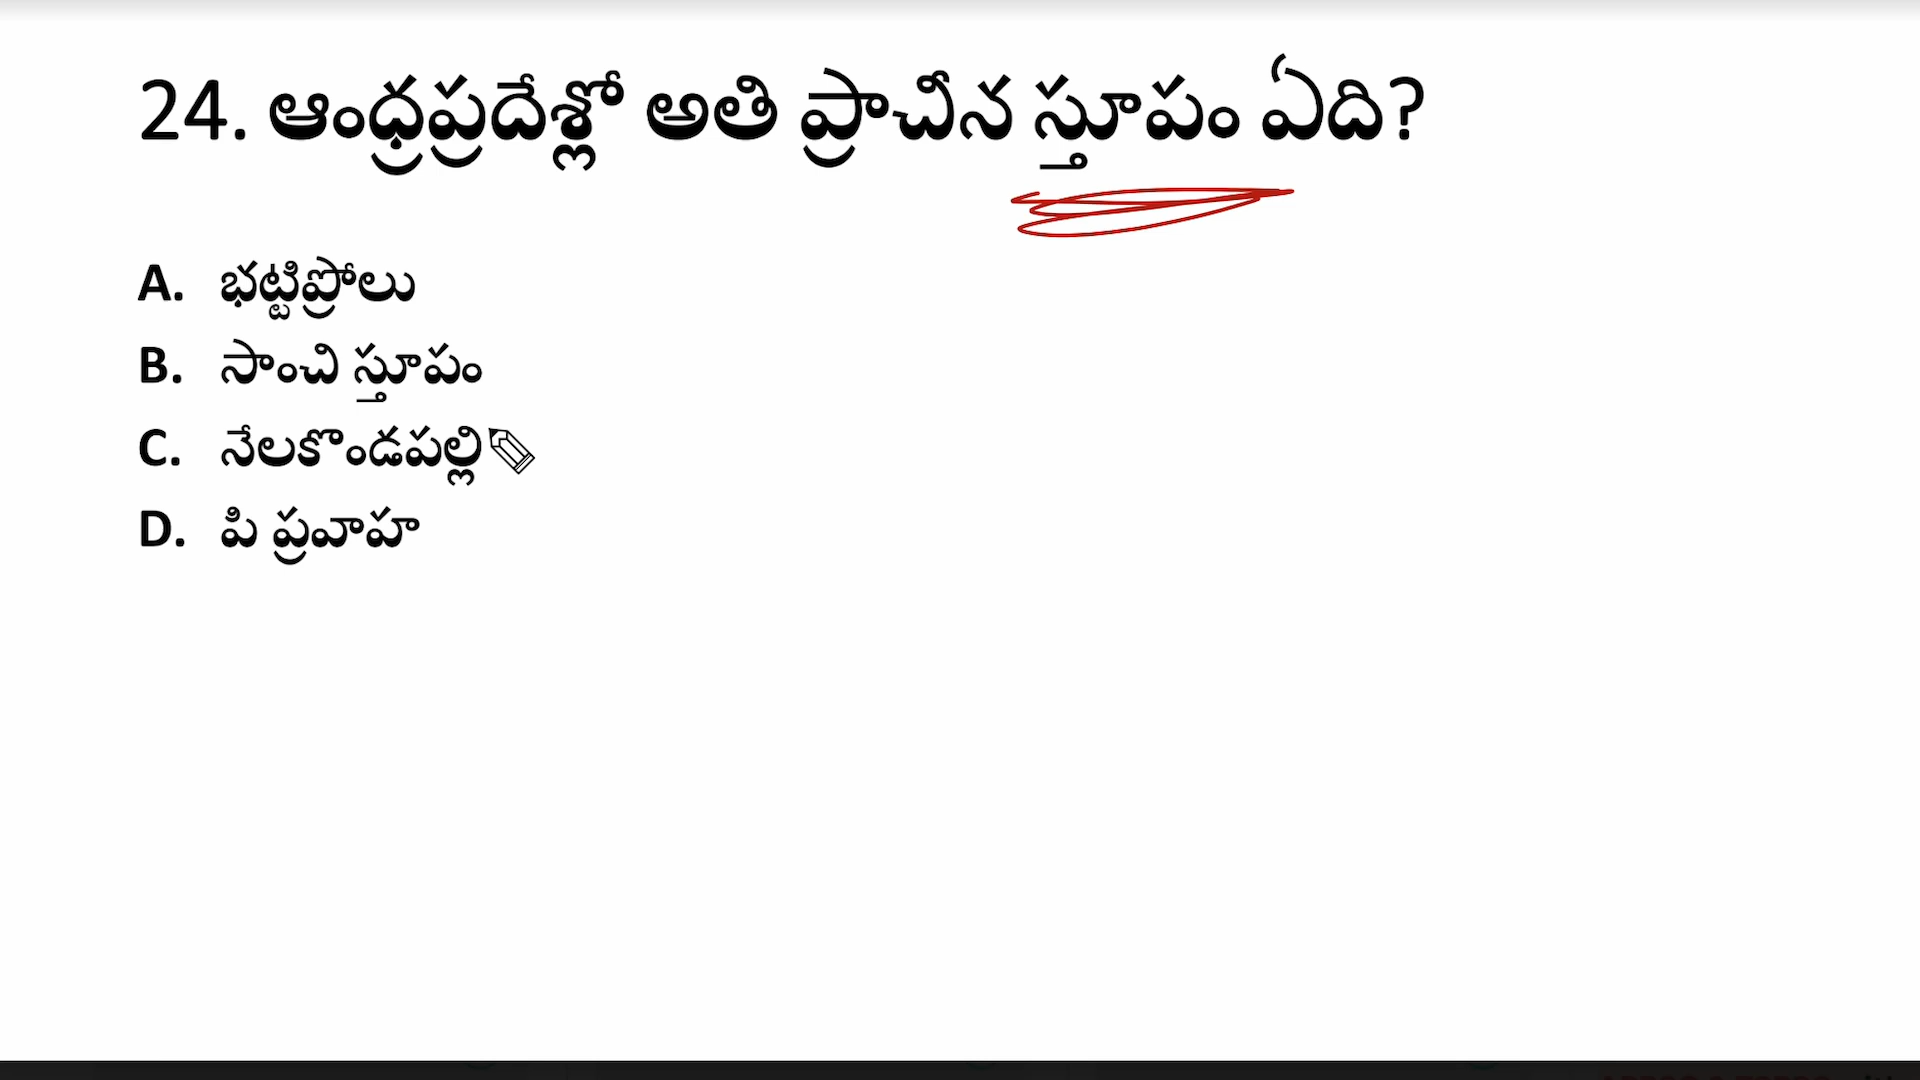 24. ఆంధ్రప్రదేశ్లో అతి ప్రాచీన స్తూపం ఏది?
A. భట్టిప్రోలు
B. సాంచి స్తూపం
C. నేలకొండపల్లి
D. పి ప్రవాహ